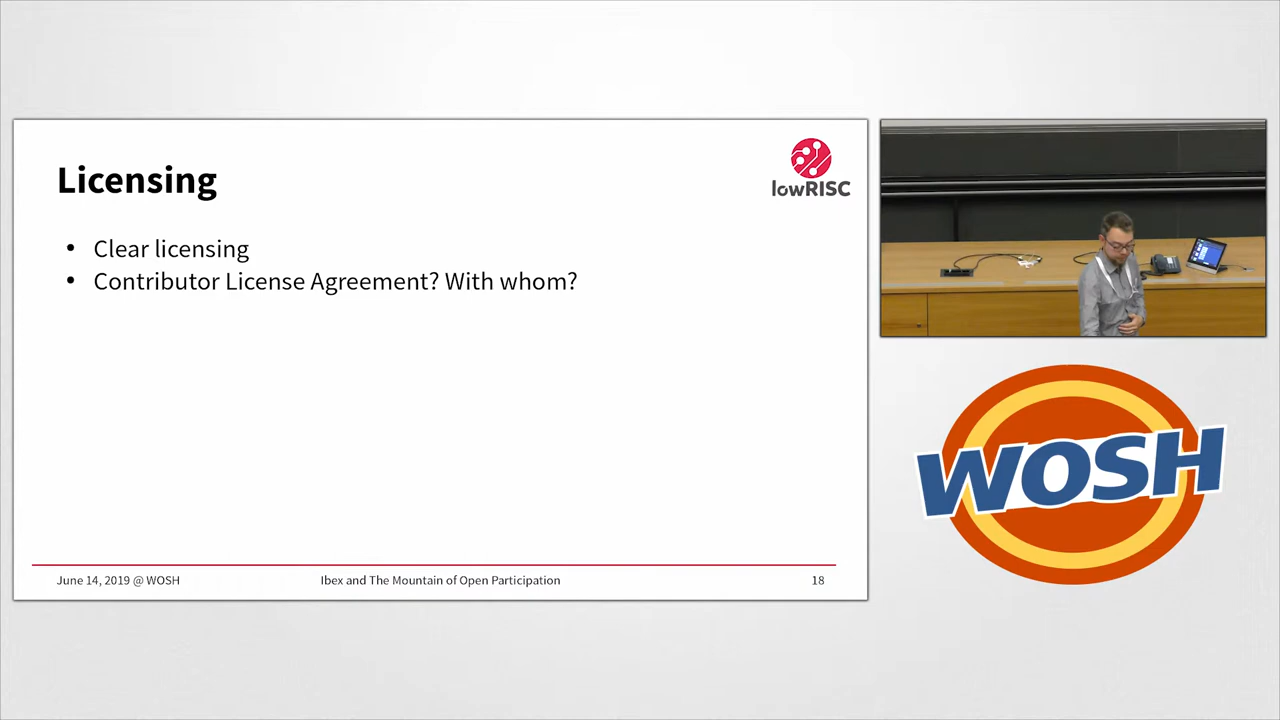 Licensing
lowRISC
• Clear licensing
• Contributor License Agreement? With whom?
June 14, 2019 @ WOSH
Ibex and The Mountain of Open Participation
18
WOSH